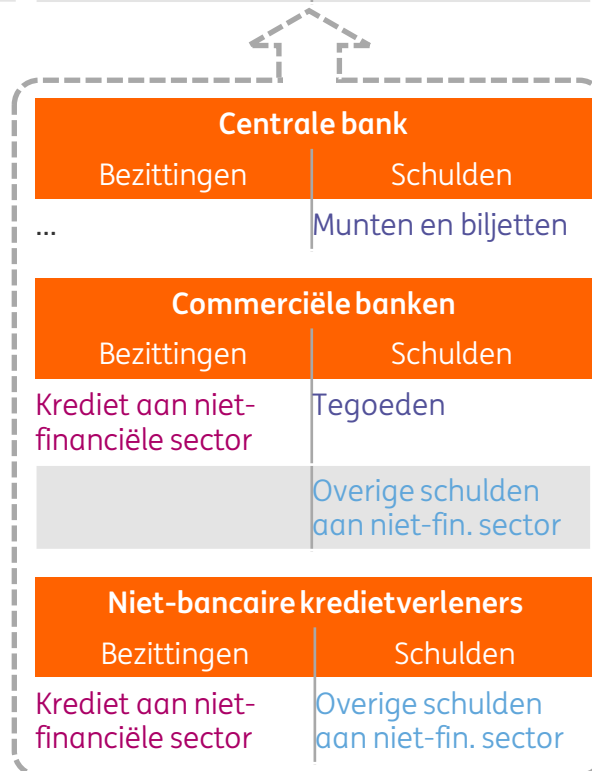 Centrale bank
Bezittingen Schulden
... Munten en biljetten
Commerciële banken
Bezittingen Schulden
Krediet aan niet- Tegoeden
financiële sector
Overige schulden
aan niet-fin. sector
Niet-bancaire kredietverleners
Bezittingen Schulden
Krediet aan niet- Overige schulden
financiële sector aan niet-fin. sector